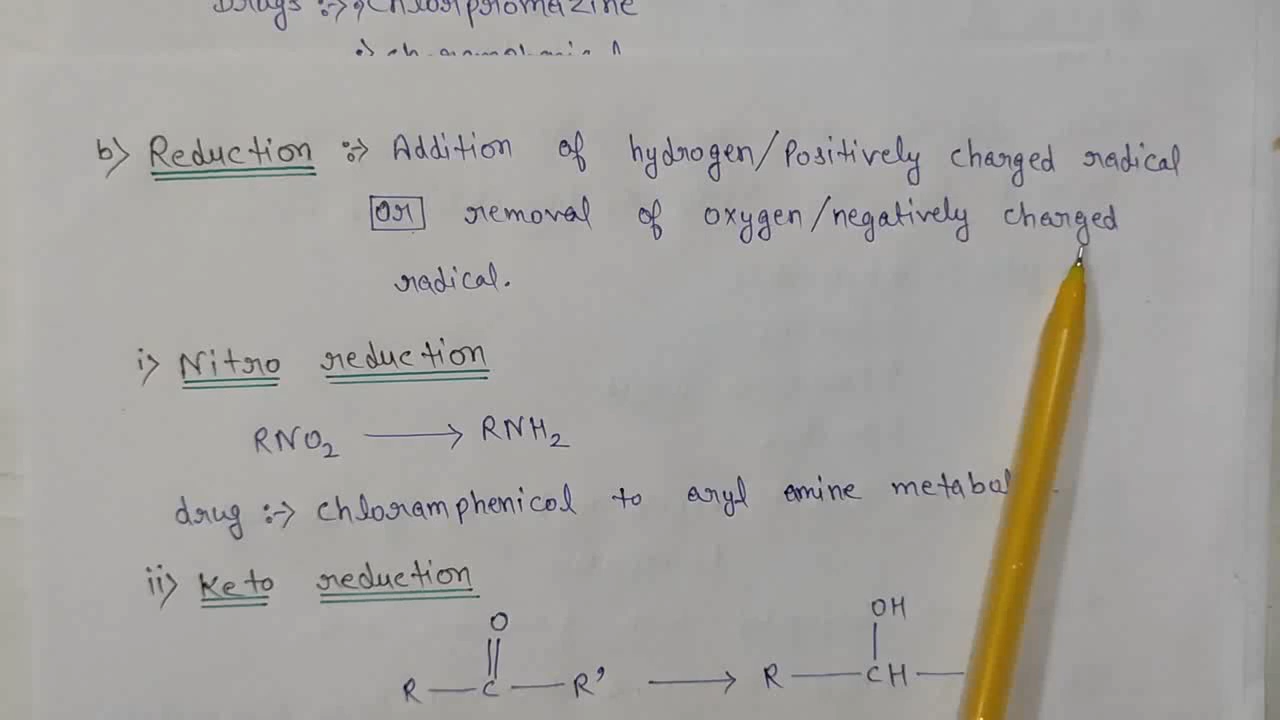 Drugs :→ Chlorpromazine
b) Reduction :→ Addition of hydrogen/Positively charged radical
OR removal of oxygen/negatively charged
radical.
i) Nitro reduction
RNO2 → RNH2
drug :→ chloramphenicol to aryl amine
ii) Keto reduction
O OH
|| |
R — C — R' → R — CH —